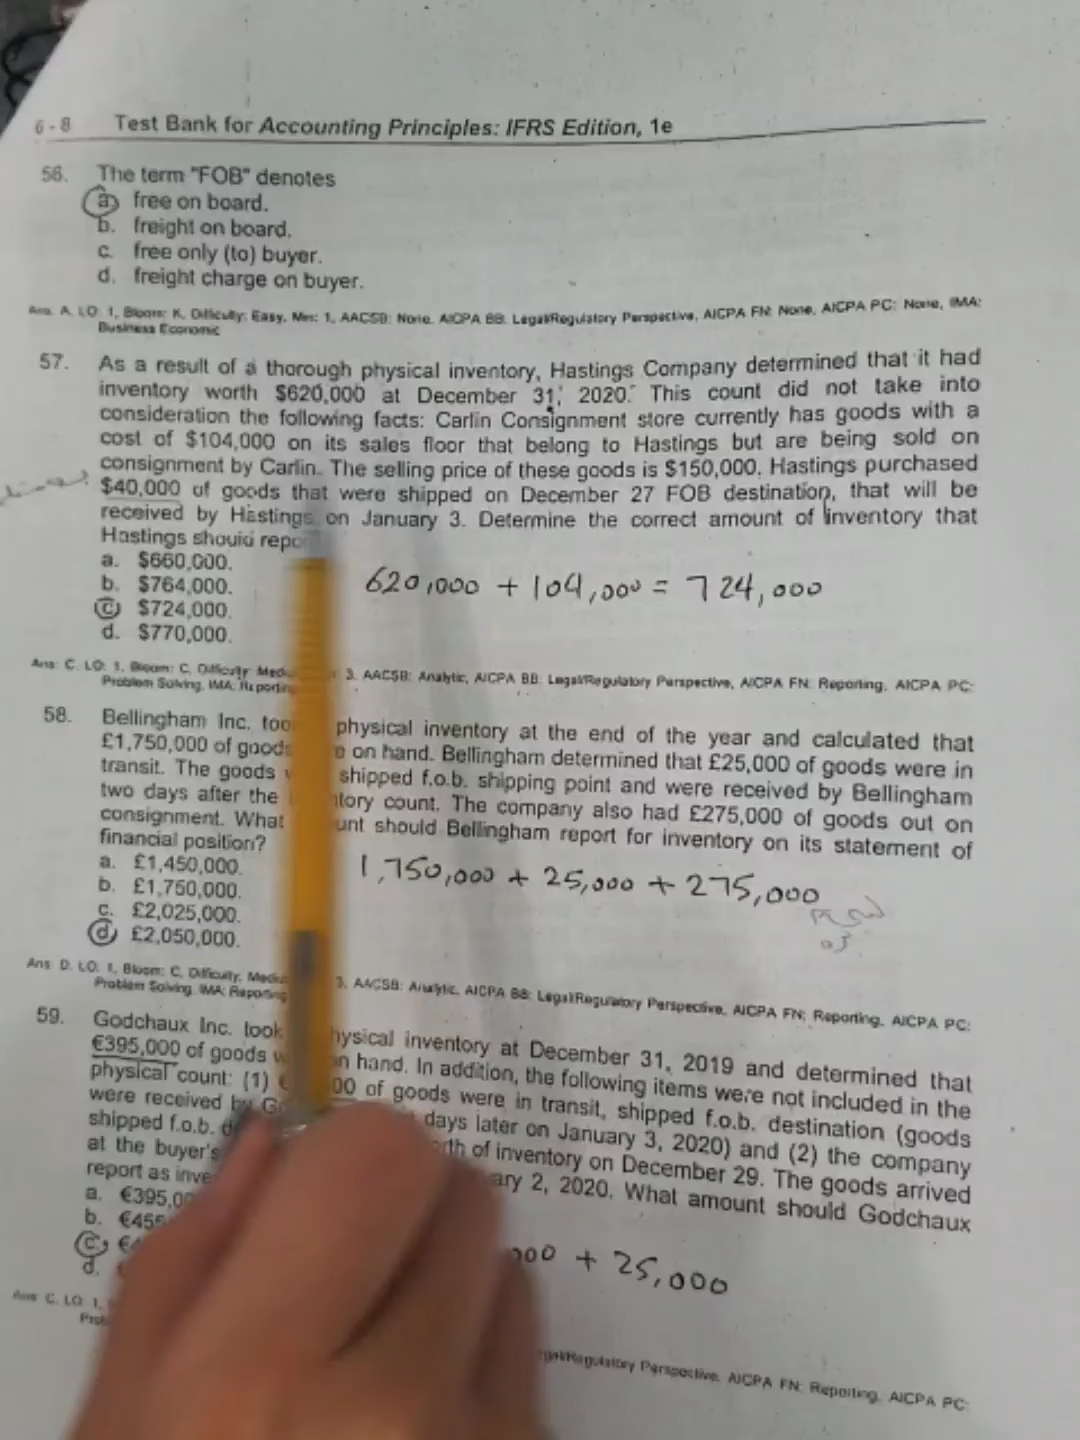 6 - 8 Test Bank for Accounting Principles: IFRS Edition, 1e
56. The term "FOB" denotes
a. free on board.
b. freight on board.
c. free only (to) buyer.
d. freight charge on buyer.
Ans: A, LO: 1, Bloom: K, Difficulty: Easy, Min: 1, AACSB: None, AICPA BB: Legal/Regulatory Perspective, AICPA FN: None, AICPA PC: None, IMA:
Business Economic
57. As a result of a thorough physical inventory, Hastings Company determined that it had
inventory worth $620,000 at December 31, 2020. This count did not take into
consideration the following facts: Carlin Consignment store currently has goods with a
cost of $104,000 on its sales floor that belong to Hastings but are being sold on
consignment by Carlin. The selling price of these goods is $150,000. Hastings purchased
$40,000 of goods that were shipped on December 27 FOB destination, that will be
received by Hastings on January 3. Determine the correct amount of inventory that
Hastings should repo
a. $660,000.
b. $764,000.
c. $724,000.
d. $770,000.
620,000 + 104,000 = 724,000
Ans: C, LO: 1, Bloom: C, Difficulty: Med 3, AACSB: Analytic, AICPA BB: Legal/Regulatory Perspective, AICPA FN: Reporting, AICPA PC:
Problem Solving, IMA: Reporting
58. Bellingham Inc. too physical inventory at the end of the year and calculated that
£1,750,000 of goods on hand. Bellingham determined that £25,000 of goods were in
transit. The goods shipped f.o.b. shipping point and were received by Bellingham
two days after the tory count. The company also had £275,000 of goods out on
consignment. What unt should Bellingham report for inventory on its statement of
financial position?
a. £1,450,000.
b. £1,750,000.
c. £2,025,000.
d. £2,050,000.
1,750,000 + 25,000 + 275,000
Ans: D, LO: 1, Bloom: C, Difficulty: Med 3, AACSB: Analytic, AICPA BB: Legal/Regulatory Perspective, AICPA FN: Reporting, AICPA PC:
Problem Solving, IMA: Reporting
59. Godchaux Inc. took hysical inventory at December 31, 2019 and determined that
€395,000 of goods on hand. In addition, the following items were not included in the
physical count: (1) 00 of goods were in transit, shipped f.o.b. destination (goods
were received by Go days later on January 3, 2020) and (2) the company
shipped f.o.b. d rth of inventory on December 29. The goods arrived
at the buyer's ary 2, 2020. What amount should Godchaux
report as inve
a. €395,00
b. €455
c. €4
d.
000 + 25,000
Ans: C, LO: 1, Legal/Regulatory Perspective, AICPA FN: Reporting, AICPA PC:
Prob